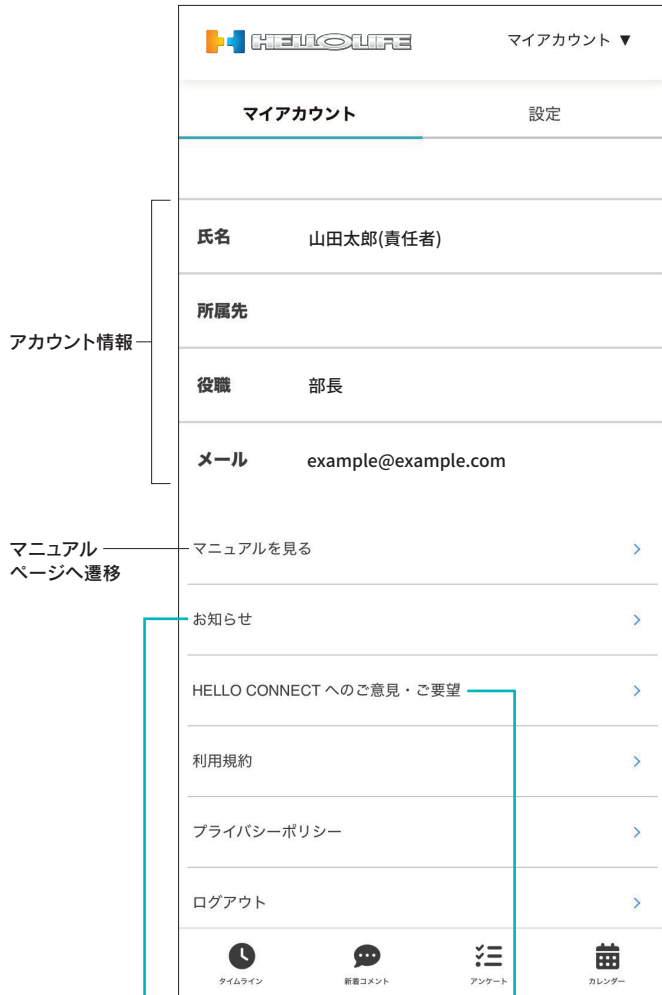 HELLOLIFE
マイアカウント ▼
マイアカウント
設定
アカウント情報
氏名 山田太郎(責任者)
所属先
役職 部長
メール example@example.com
マニュアル
ページへ遷移
マニュアルを見る
お知らせ
HELLO CONNECT へのご意見・ご要望
利用規約
プライバシーポリシー
ログアウト
タイムライン
新着コメント
アンケート
カレンダー